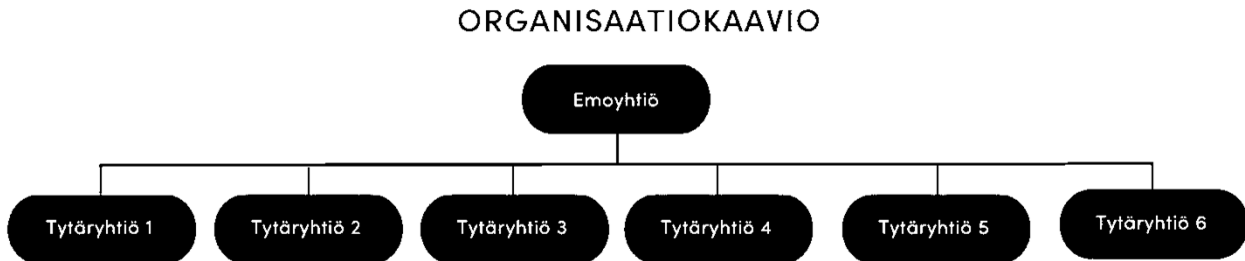 ORGANISAATIOKAAVIO
Emoyhtiö
Tytäryhtiö 1
Tytäryhtiö 2
Tytäryhtiö 3
Tytäryhtiö 4
Tytäryhtiö 5
Tytäryhtiö 6